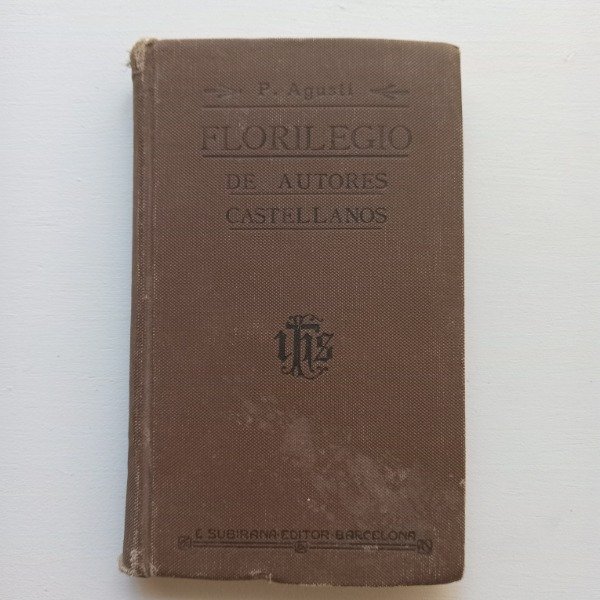 P. Agustí
FLORILEGIO
DE AUTORES
CASTELLANOS
ihs
E. SUBIRANA·EDITOR·BARCELONA